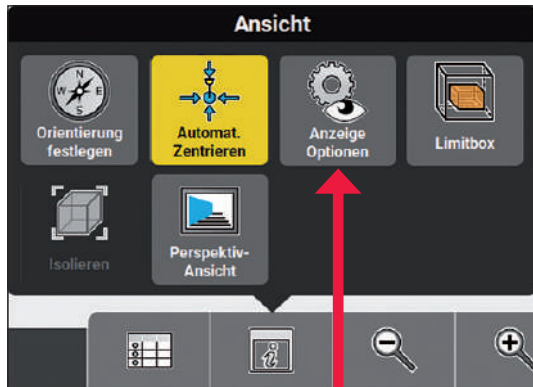 Ansicht
N
W E
S
Orientierung
festlegen
Automat.
Zentrieren
Anzeige
Optionen
Limitbox
Isolieren
Perspektiv-
Ansicht
i